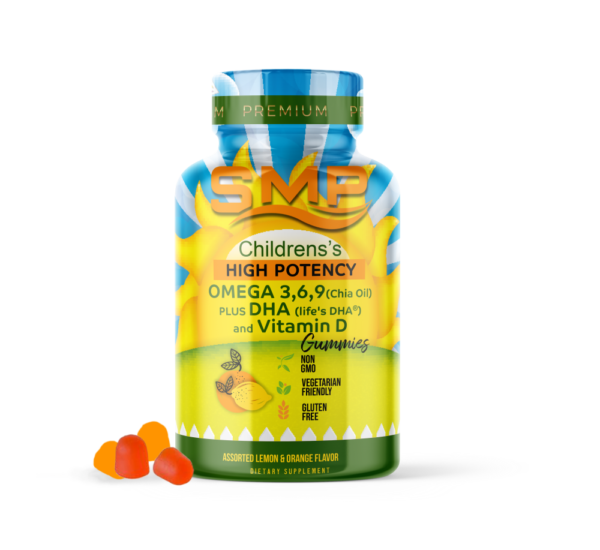 M PREMIUM P
SMP
Childrens's
HIGH POTENCY
OMEGA 3,6,9 (Chia Oil)
PLUS DHA (life's DHA®)
and Vitamin D
Gummies
NON
GMO
VEGETARIAN
FRIENDLY
GLUTEN
FREE
ASSORTED LEMON & ORANGE FLAVOR
DIETARY SUPPLEMENT